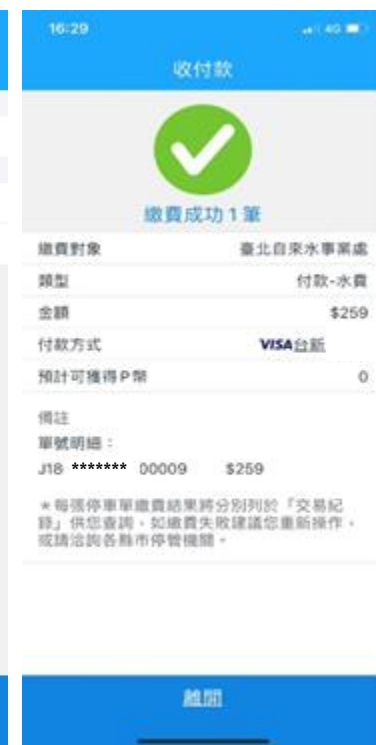 16:29
4G
收付款
繳費成功 1 筆
繳費對象 臺北自來水事業處
類型 付款-水費
金額 $259
付款方式 VISA台新
預計可獲得 P 幣 0
備註
單號明細：
J18 ******* 00009 $259
＊每張停車單繳費結果將分別列於「交易紀
錄」供您查詢，如繳費失敗建議您重新操作，
或請洽詢各縣市停管機關。
離開